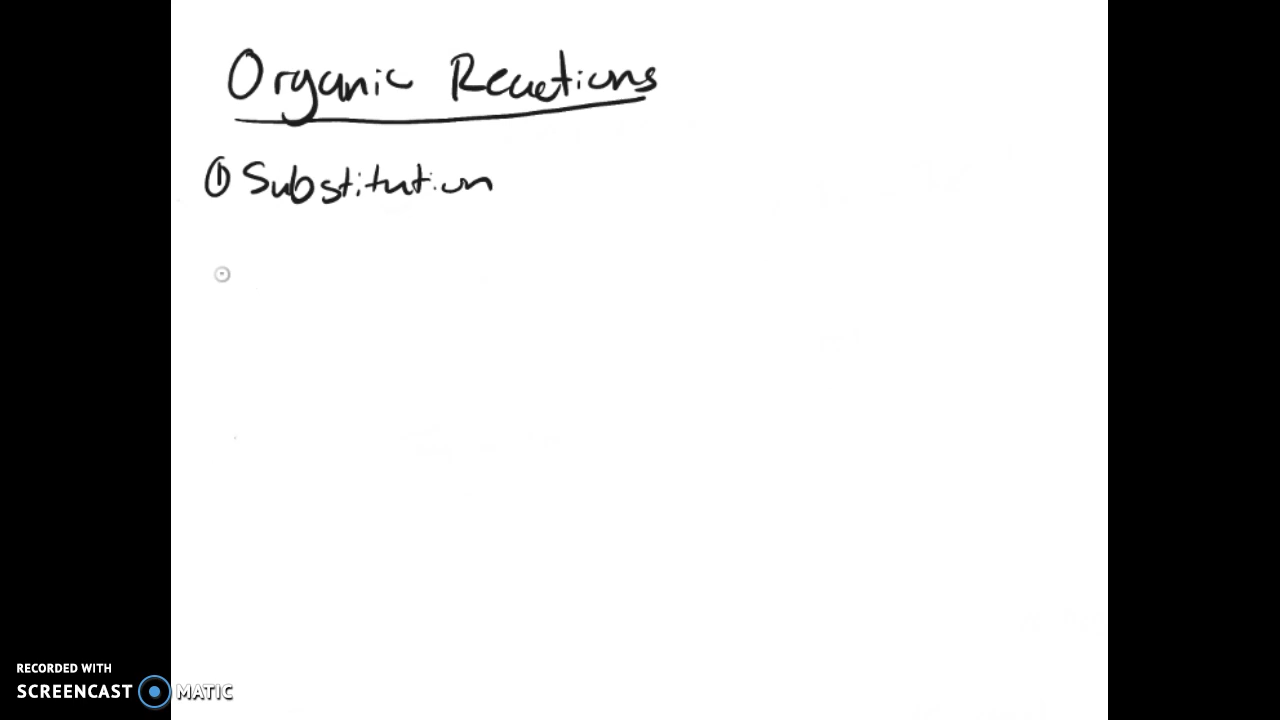 Organic Reactions
① Substitution
RECORDED WITH
SCREENCAST MATIC